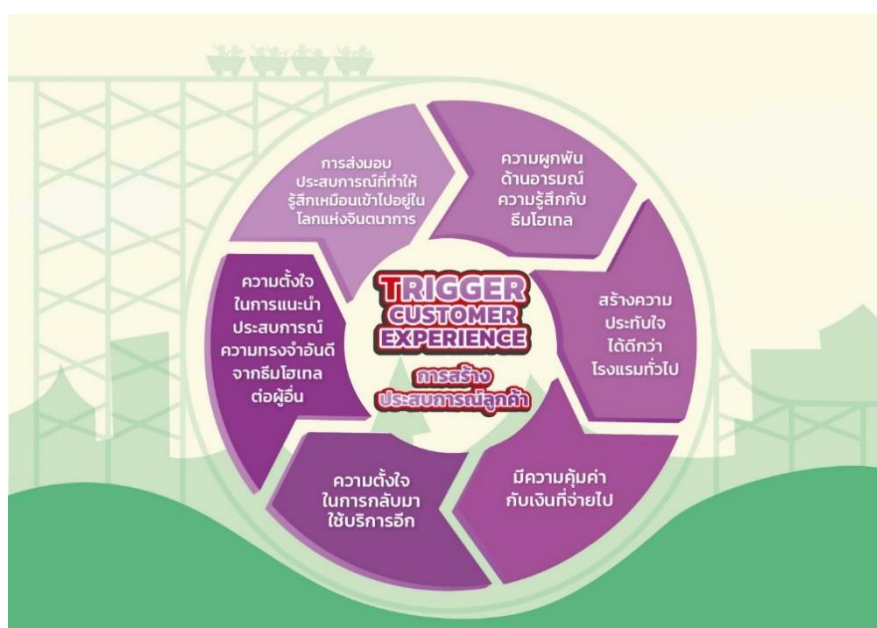 TRIGGER
CUSTOMER
EXPERIENCE
การสร้าง
ประสบการณ์ลูกค้า
การส่งมอบ
ประสบการณ์ที่ทำให้
รู้สึกเหมือนเข้าไปอยู่ใน
โลกแห่งจินตนาการ
ความผูกพัน
ด้านอารมณ์
ความรู้สึกกับ
ธีมโฮเทล
สร้างความ
ประทับใจ
ได้ดีกว่า
โรงแรมทั่วไป
มีความคุ้มค่า
กับเงินที่จ่ายไป
ความตั้งใจ
ในการกลับมา
ใช้บริการอีก
ความตั้งใจ
ในการแนะนำ
ประสบการณ์
ความทรงจำอันดี
จากธีมโฮเทล
ต่อผู้อื่น